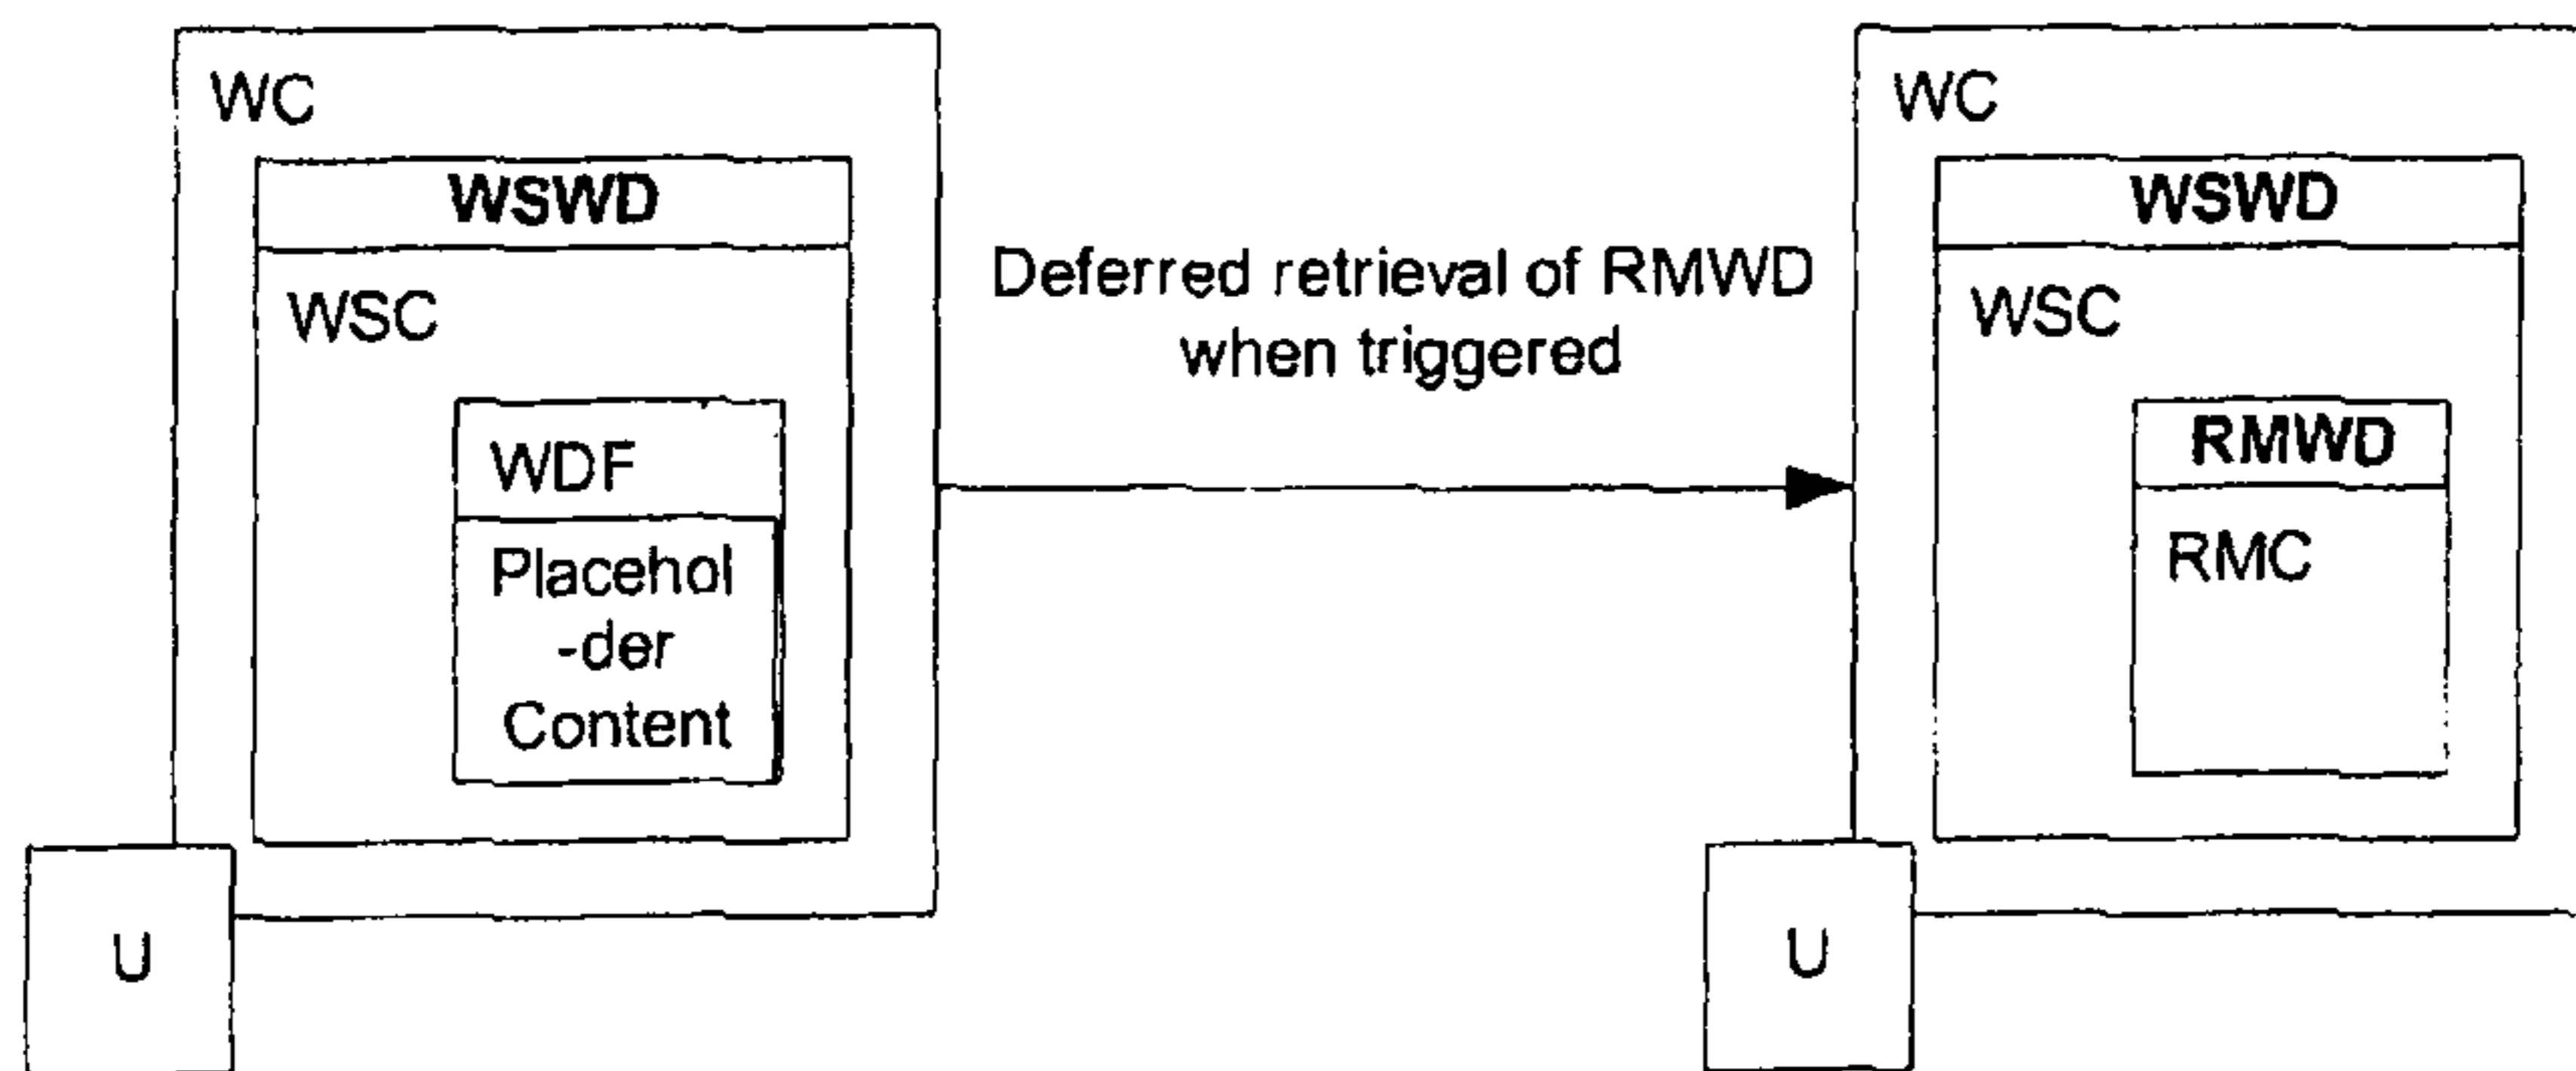 WC
WSWD
WSC
WDF
Placehol
-der
Content
U
Deferred retrieval of RMWD
when triggered
WC
WSWD
WSC
RMWD
RMC
U